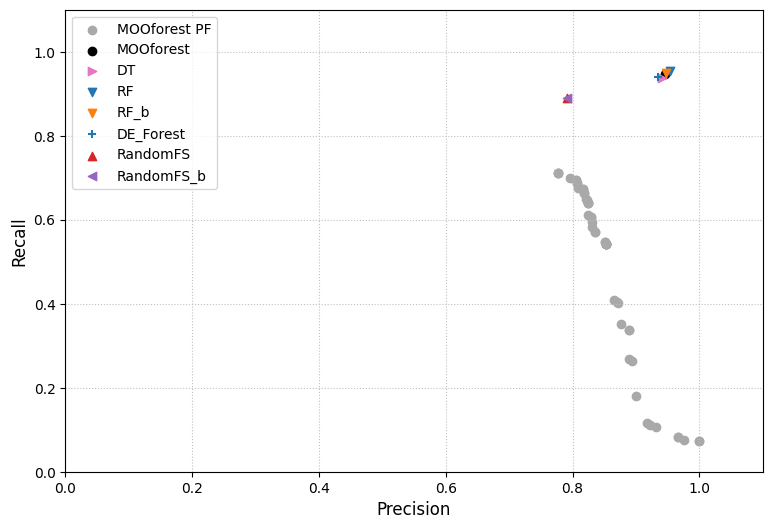 MOOforest PF
MOOforest
DT
RF
RF_b
DE_Forest
RandomFS
RandomFS_b
1.0
0.8
0.6
0.4
0.2
0.0
Recall
0.0 0.2 0.4 0.6 0.8 1.0
Precision